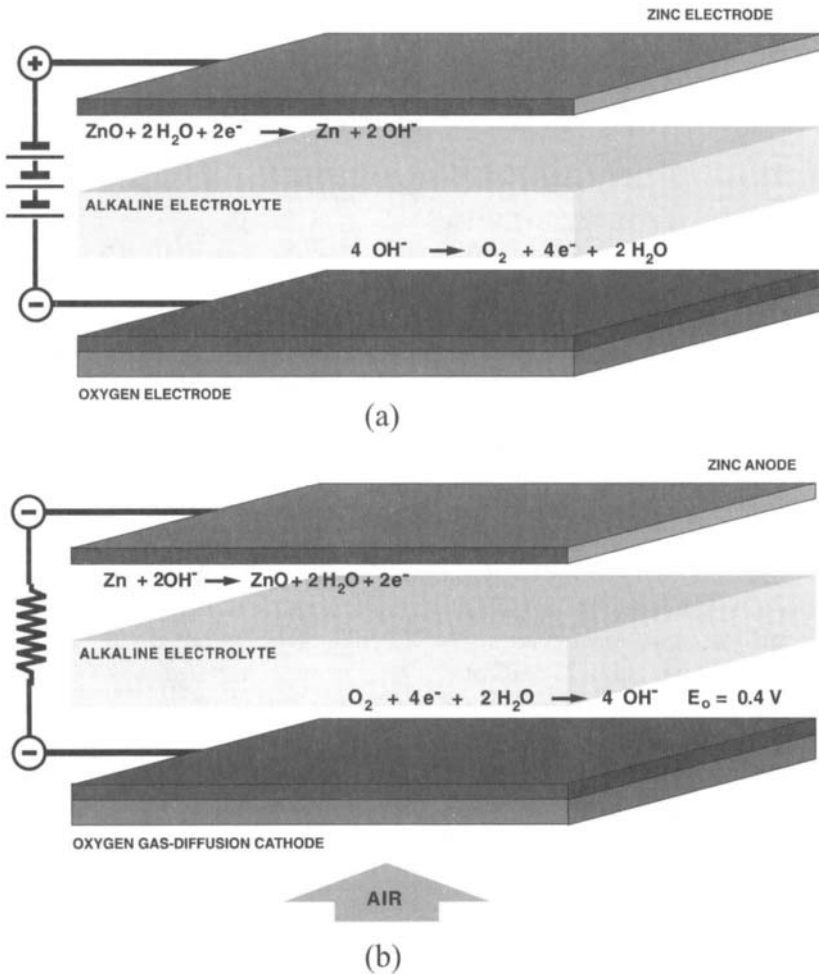 ZINC ELECTRODE
+
ZnO + 2 H₂O + 2e⁻ → Zn + 2 OH⁻
ALKALINE ELECTROLYTE
4 OH⁻ → O₂ + 4e⁻ + 2 H₂O
−
OXYGEN ELECTRODE
(a)
ZINC ANODE
−
Zn + 2OH⁻ → ZnO + 2 H₂O + 2e⁻
ALKALINE ELECTROLYTE
O₂ + 4e⁻ + 2 H₂O → 4 OH⁻ E₀ = 0.4 V
−
OXYGEN GAS-DIFFUSION CATHODE
AIR
(b)